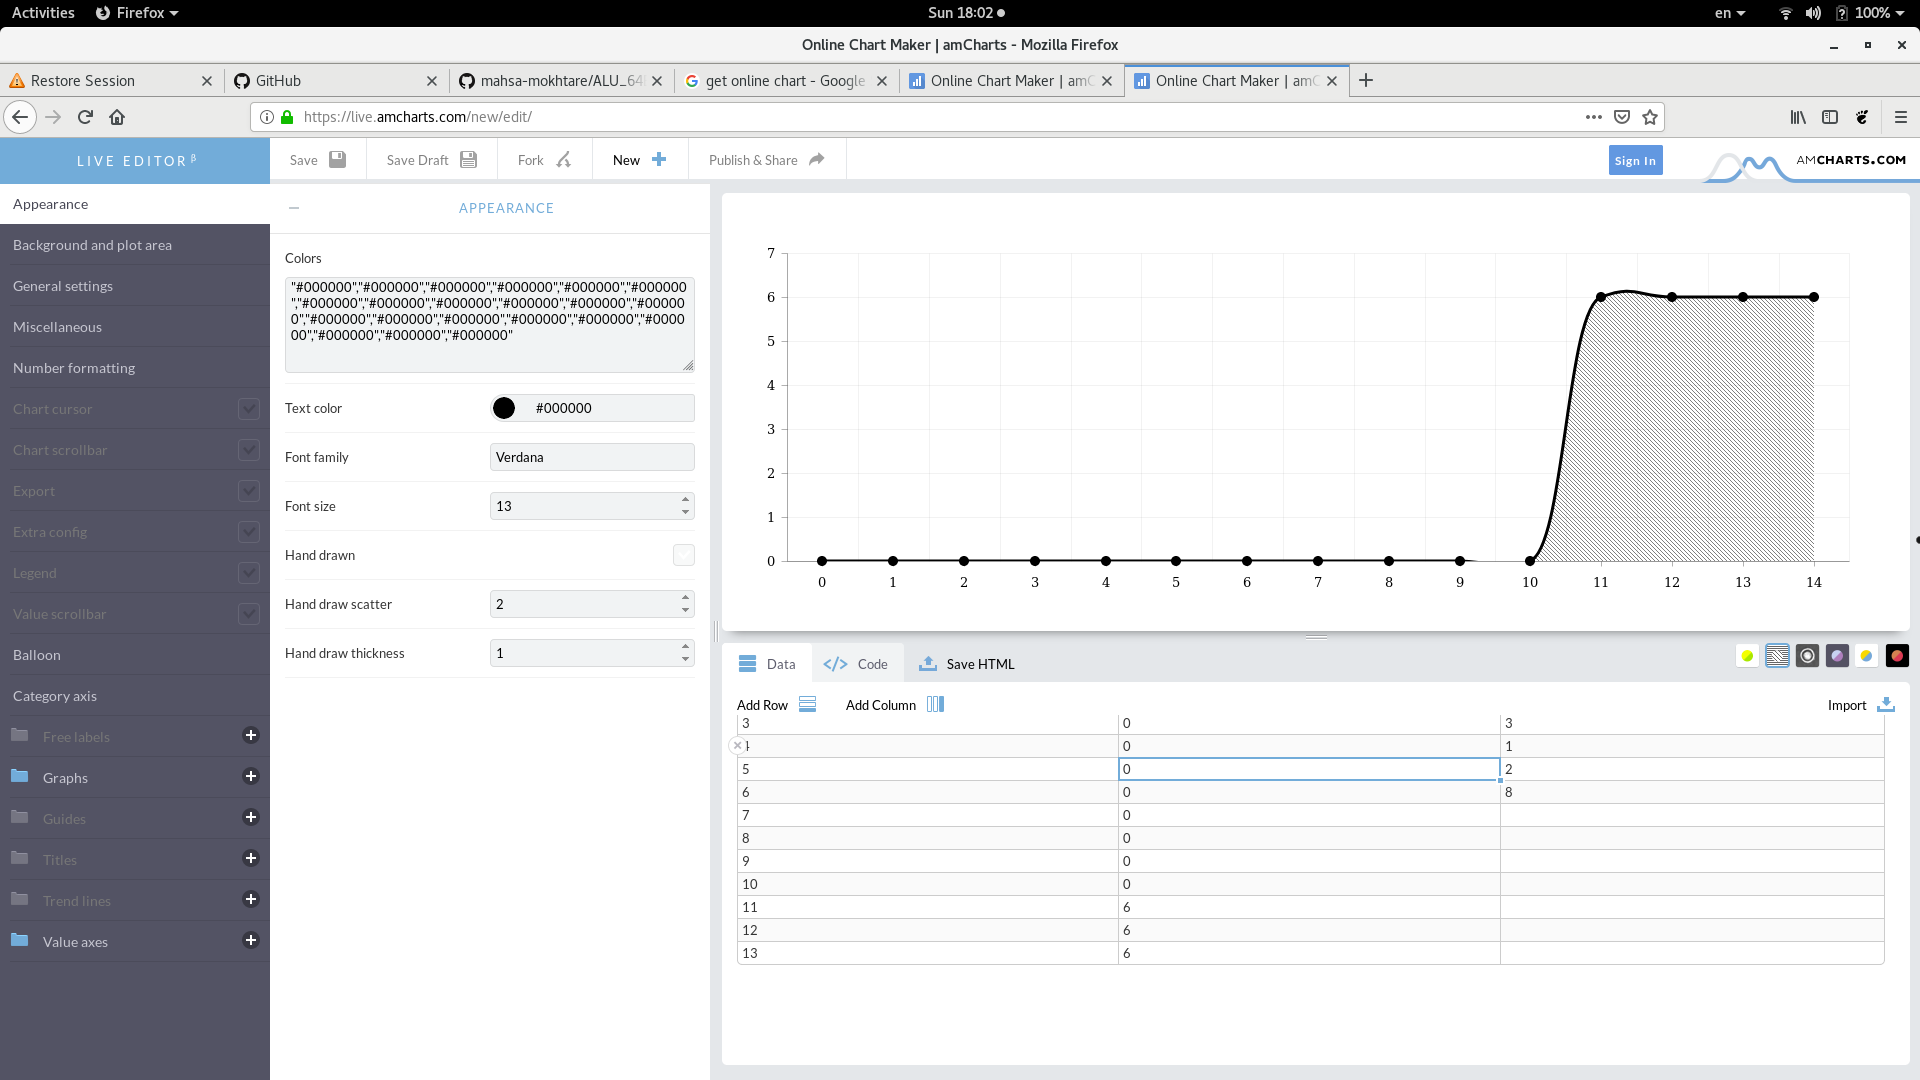 Activities Firefox Sun 18:02 en 100%
Online Chart Maker | amCharts - Mozilla Firefox
Restore Session GitHub mahsa-mokhtare/ALU_64 get online chart - Google Online Chart Maker | amC Online Chart Maker | amC
https://live.amcharts.com/new/edit/
LIVE EDITOR β Save Save Draft Fork New Publish & Share Sign In AMCHARTS.COM
Appearance
Background and plot area
General settings
Miscellaneous
Number formatting
Chart cursor
Chart scrollbar
Export
Extra config
Legend
Value scrollbar
Balloon
Category axis
Free labels
Graphs
Guides
Titles
Trend lines
Value axes
APPEARANCE
Colors
"#000000","#000000","#000000","#000000","#000000","#000000
","#000000","#000000","#000000","#000000","#000000","#00000
0","#000000","#000000","#000000","#000000","#000000","#0000
00","#000000","#000000","#000000"
Text color #000000
Font family Verdana
Font size 13
Hand drawn
Hand draw scatter 2
Hand draw thickness 1
7
6
5
4
3
2
1
0
0 1 2 3 4 5 6 7 8 9 10 11 12 13 14
Data Code Save HTML
Add Row Add Column Import
3 0 3
4 0 1
5 0 2
6 0 8
7 0
8 0
9 0
10 0
11 6
12 6
13 6